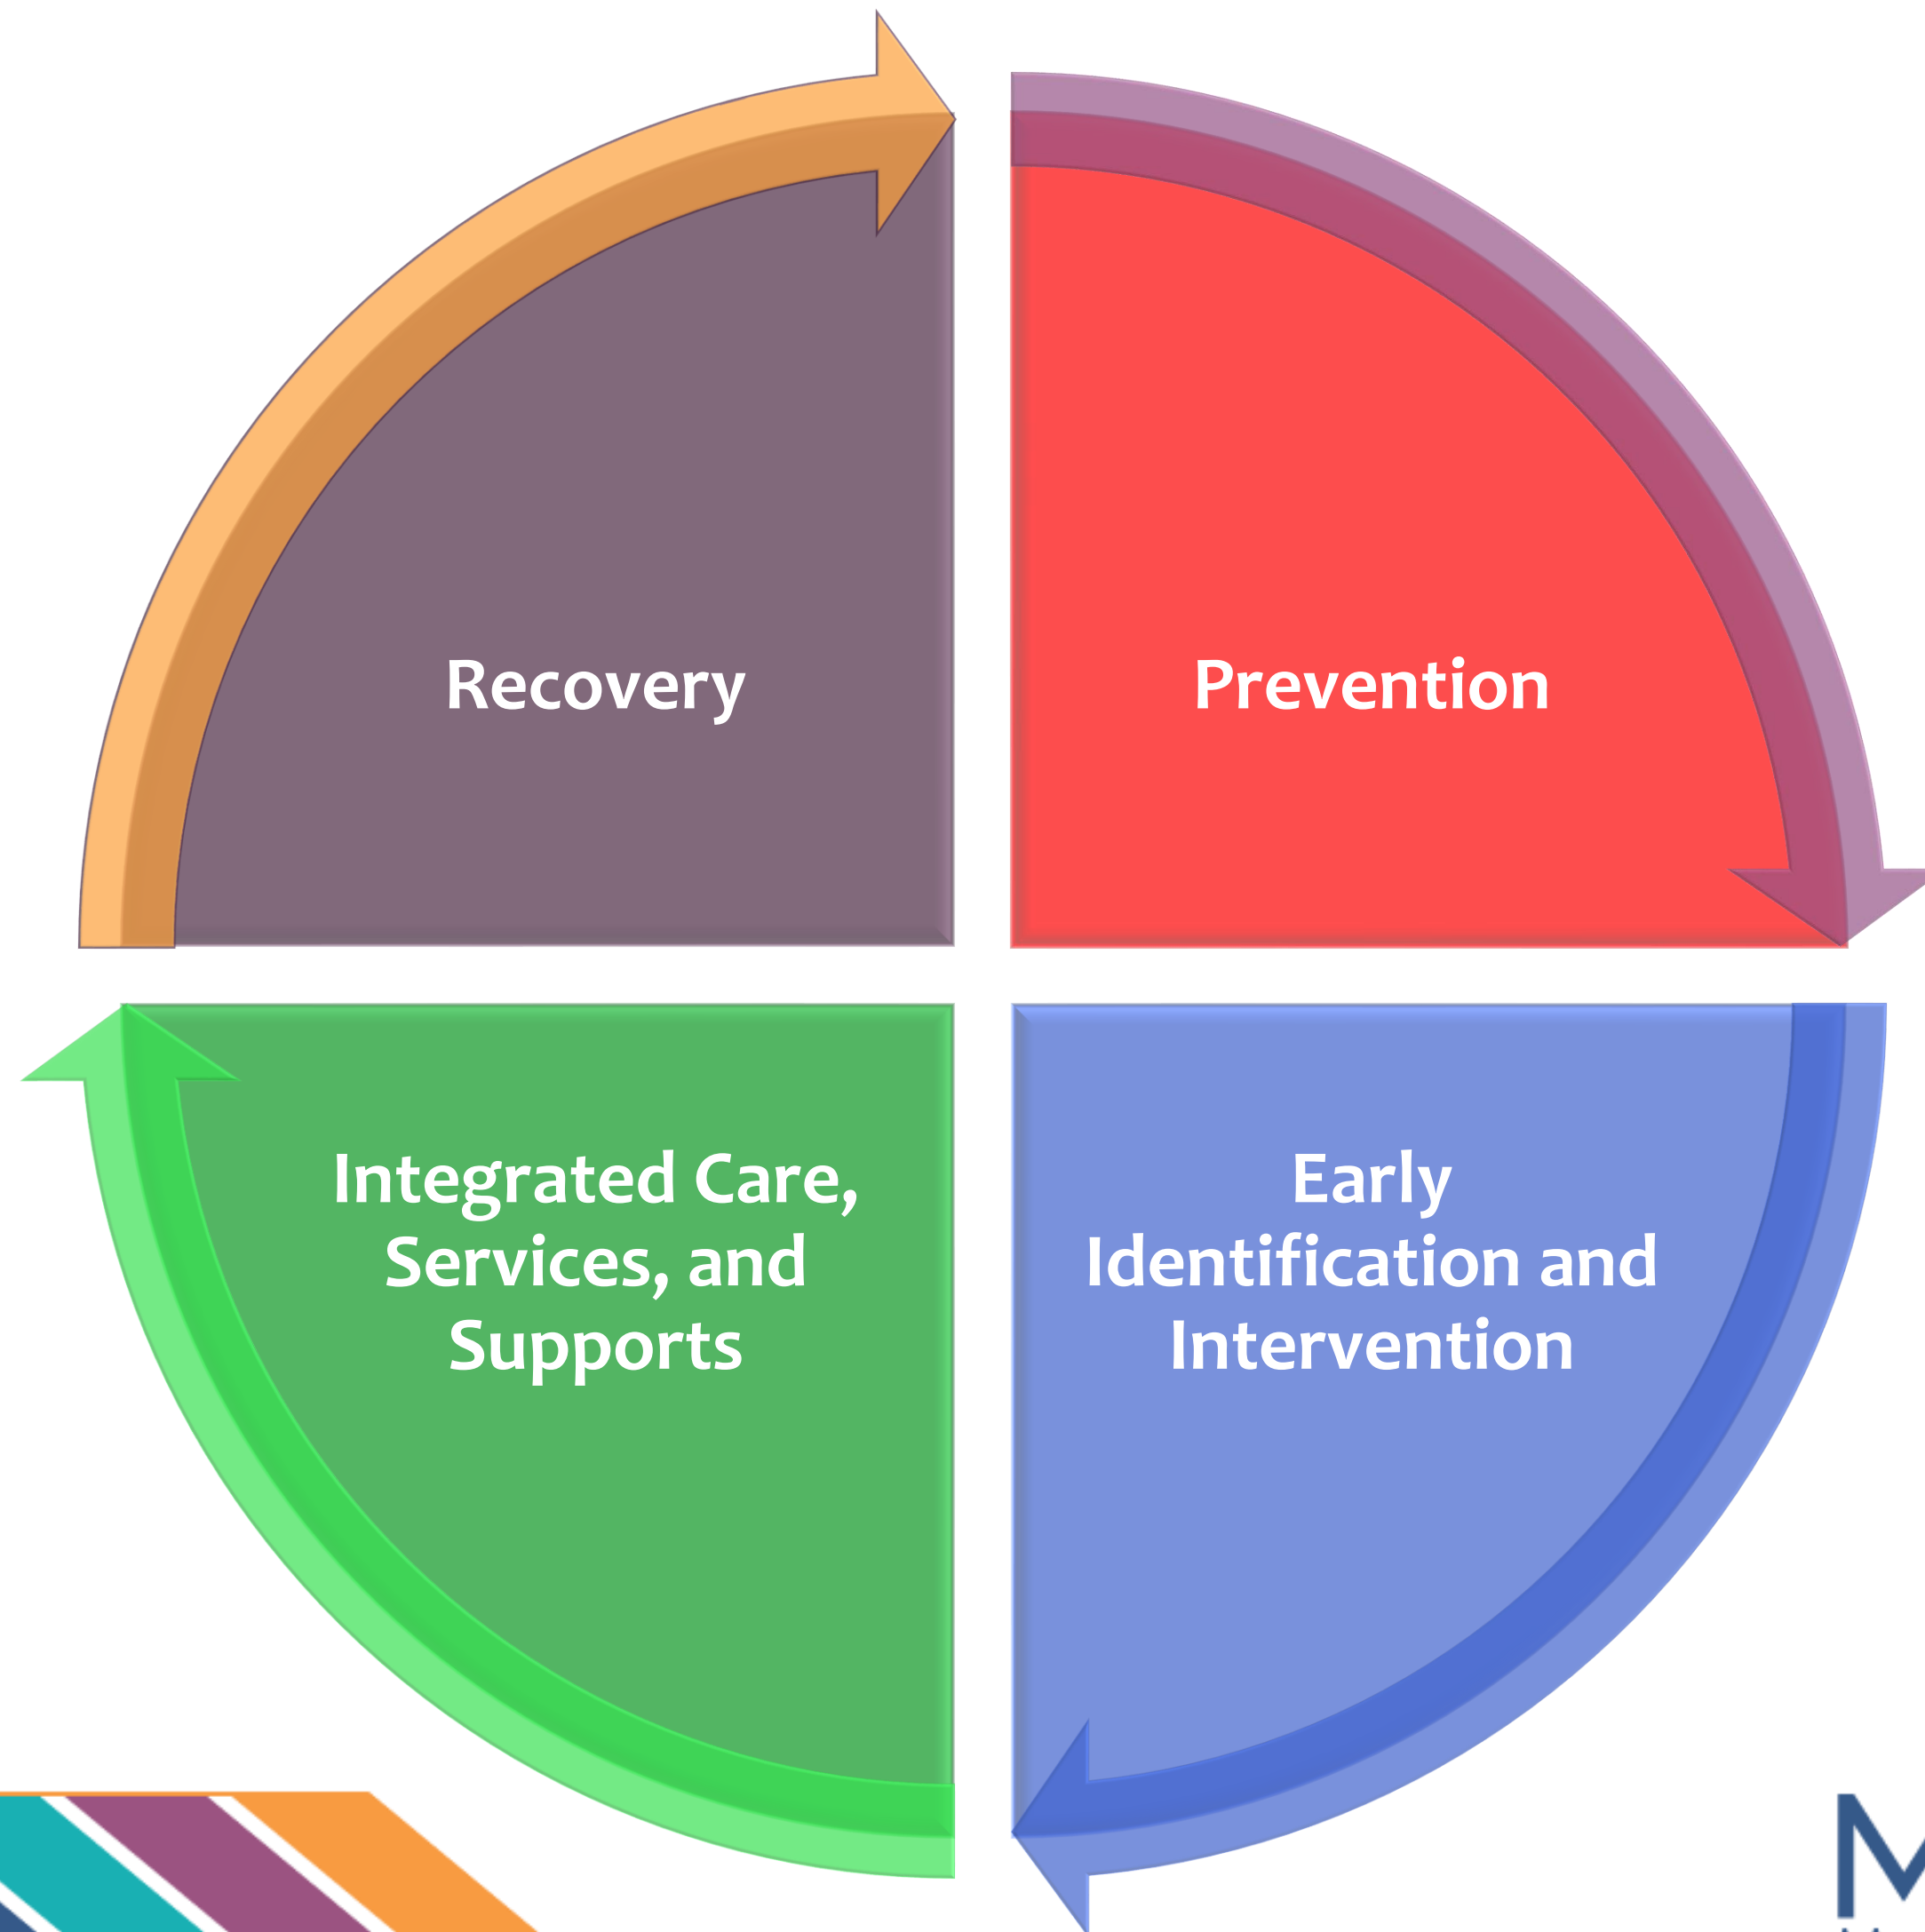 Recovery
Prevention
Integrated Care,
Services, and
Supports
Early
Identification and
Intervention
M